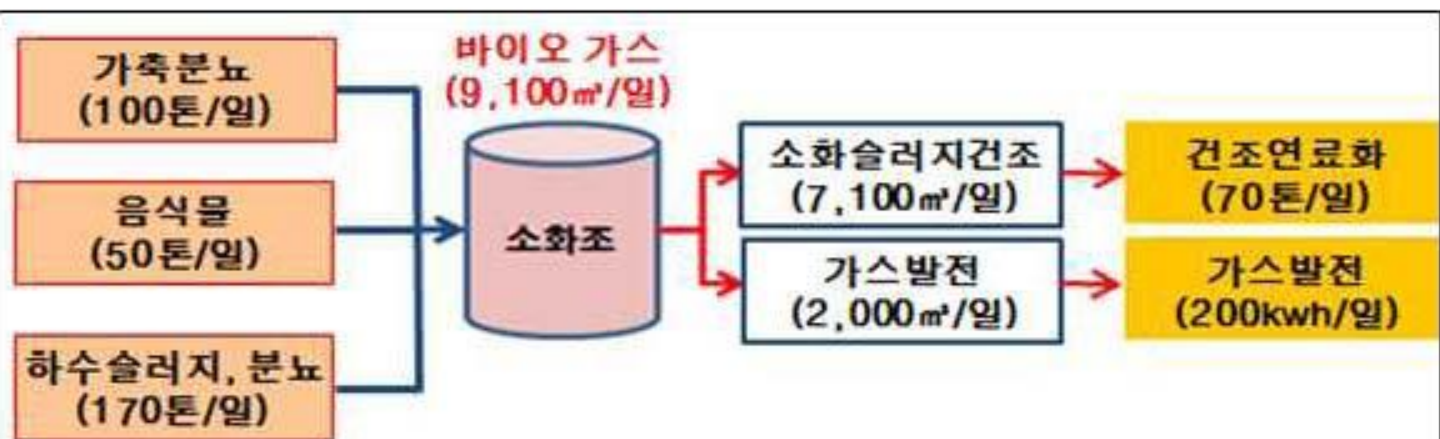 가축분뇨
(100톤/일)
음식물
(50톤/일)
하수슬러지, 분뇨
(170톤/일)
바이오 가스
(9,100㎥/일)
소화조
소화슬러지건조
(7,100㎥/일)
건조연료화
(70톤/일)
가스발전
(2,000㎥/일)
가스발전
(200kwh/일)